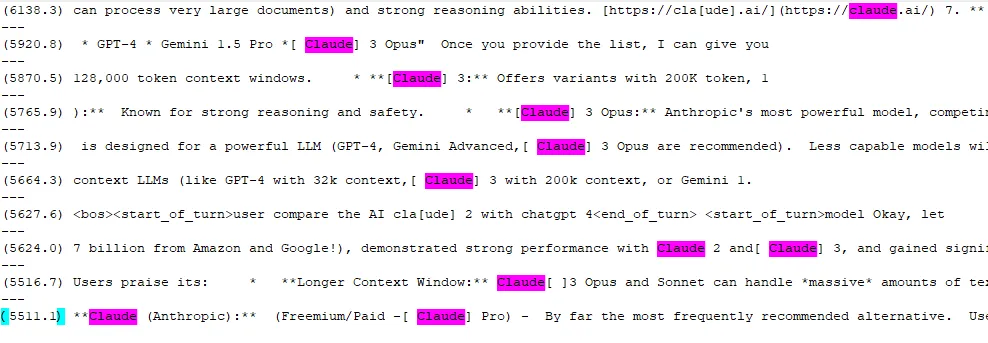 (6138.3) can process very large documents) and strong reasoning abilities. [https://cla[ude].ai/](https://claude.ai/) 7. **
---
(5920.8)  * GPT-4 * Gemini 1.5 Pro *[ Claude] 3 Opus"  Once you provide the list, I can give you
---
(5870.5) 128,000 token context windows.     * **[Claude] 3:** Offers variants with 200K token, 1
---
(5765.9) ):**  Known for strong reasoning and safety.     *   **[Claude] 3 Opus:** Anthropic's most powerful model, competin
---
(5713.9)  is designed for a powerful LLM (GPT-4, Gemini Advanced,[ Claude] 3 Opus are recommended).  Less capable models wil
---
(5664.3) context LLMs (like GPT-4 with 32k context,[ Claude] 3 with 200k context, or Gemini 1.
---
(5627.6) <bos><start_of_turn>user compare the AI cla[ude] 2 with chatgpt 4<end_of_turn> <start_of_turn>model Okay, let
---
(5624.0) 7 billion from Amazon and Google!), demonstrated strong performance with Claude 2 and[ Claude] 3, and gained signi
---
(5516.7) Users praise its:     *   **Longer Context Window:** Claude[ ]3 Opus and Sonnet can handle *massive* amounts of te
---
(5511.1) **Claude (Anthropic):**  (Freemium/Paid -[ Claude] Pro) -  By far the most frequently recommended alternative.  Use